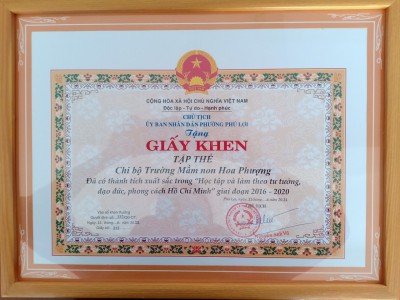 CỘNG HÒA XÃ HỘI CHỦ NGHĨA VIỆT NAM
Độc lập - Tự do - Hạnh phúc
CHỦ TỊCH
ỦY BAN NHÂN DÂN PHƯỜNG PHÚ LỢI
Tặng
GIẤY KHEN
TẬP THỂ
Chi bộ Trường Mầm non Hoa Phượng
Đã có thành tích xuất sắc trong "Học tập và làm theo tư tưởng,
đạo đức, phong cách Hồ Chí Minh" giai đoạn 2016 - 2020
CHỦ TỊCH